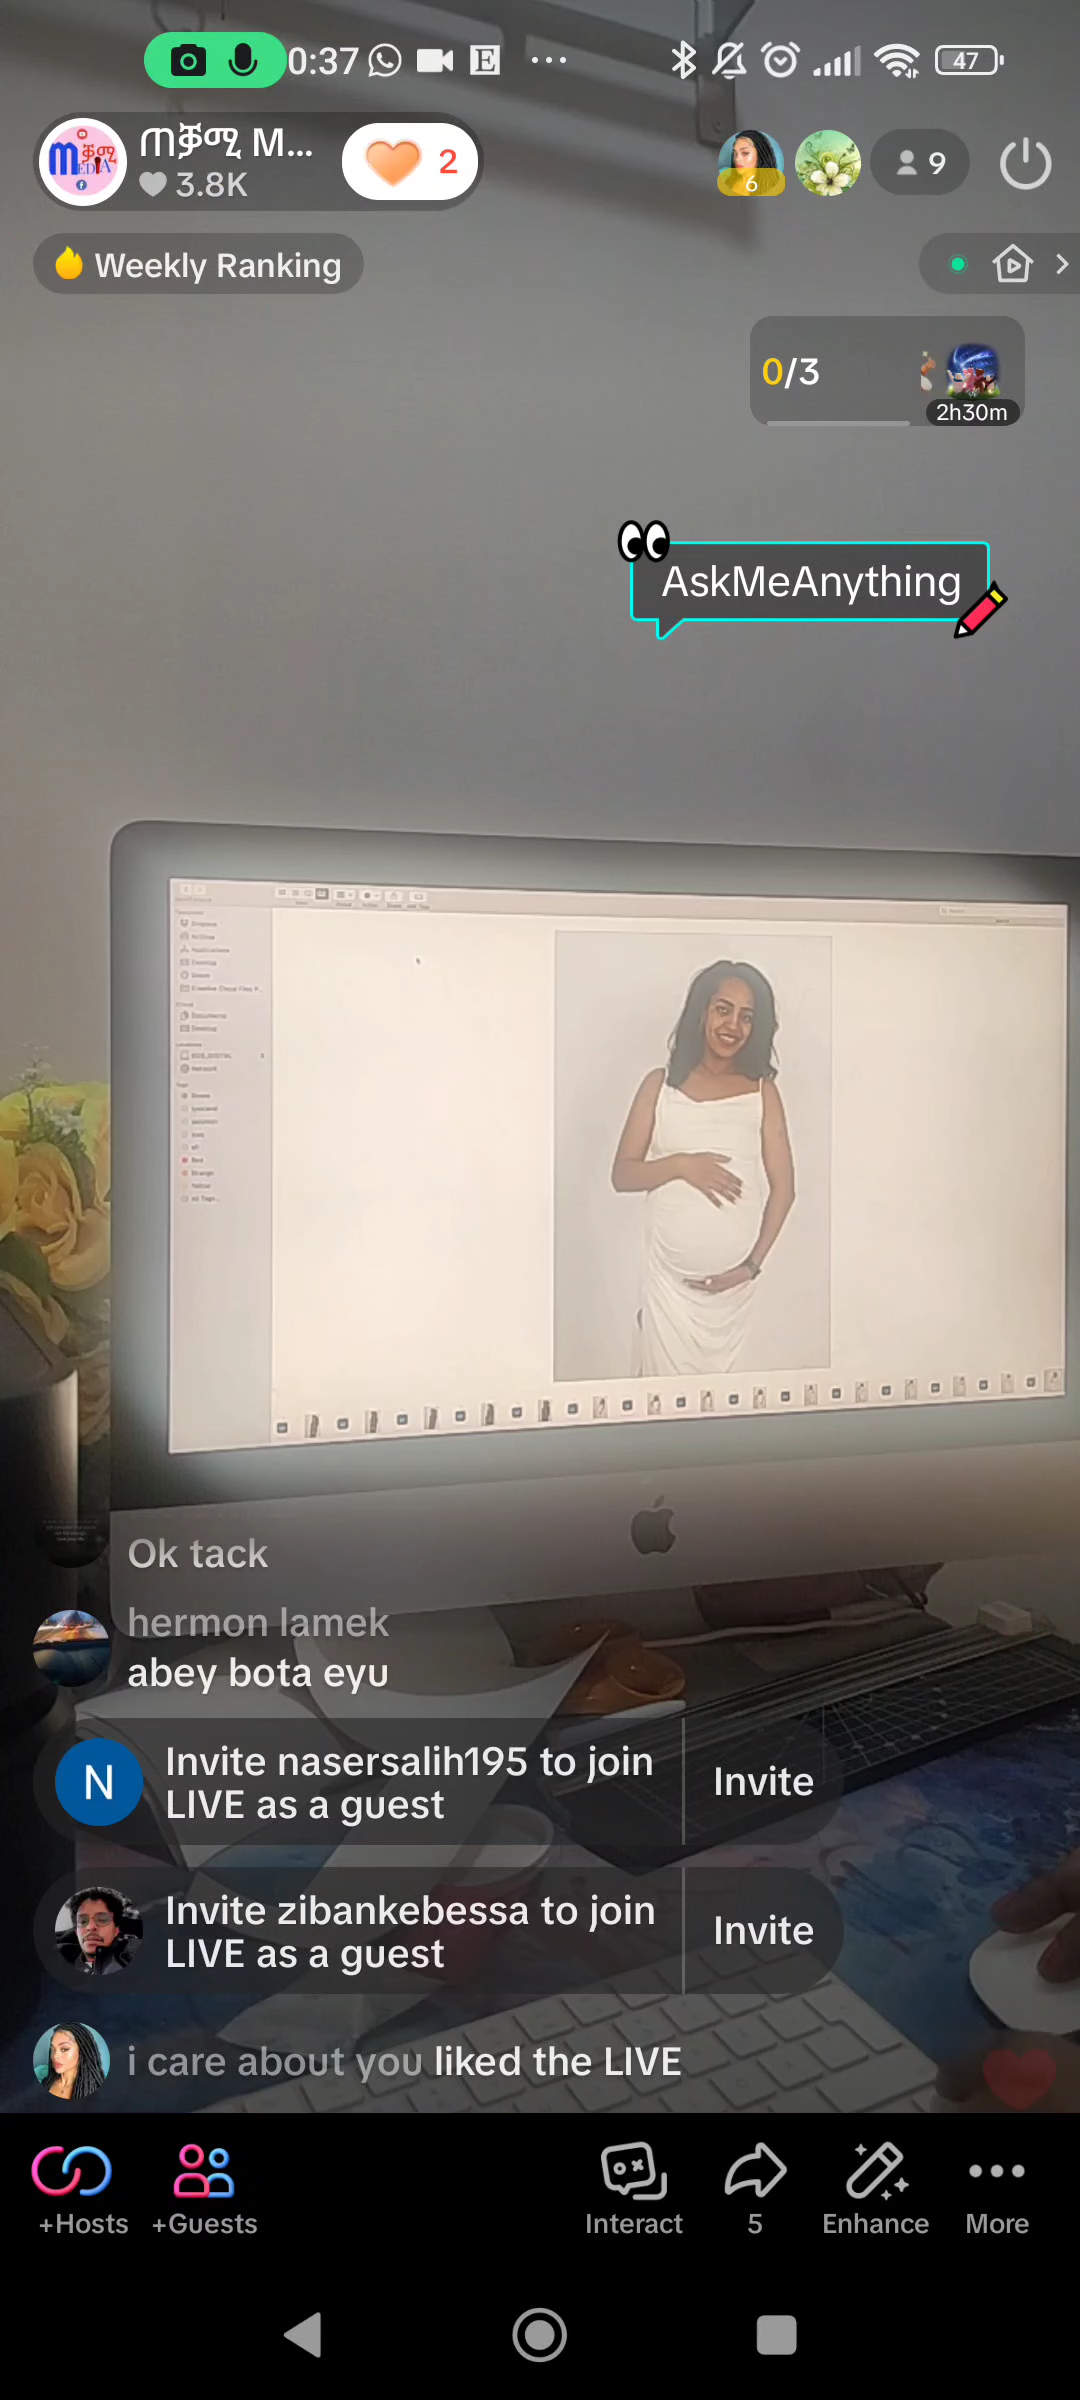 0:37
47
ጠቓሚ M...
3.8K
2
6
9
Weekly Ranking
0/3
2h30m
AskMeAnything
Ok tack
hermon lamek
abey bota eyu
N
Invite nasersalih195 to join
LIVE as a guest
Invite
Invite zibankebessa to join
LIVE as a guest
Invite
i care about you liked the LIVE
+Hosts
+Guests
Interact
5
Enhance
More